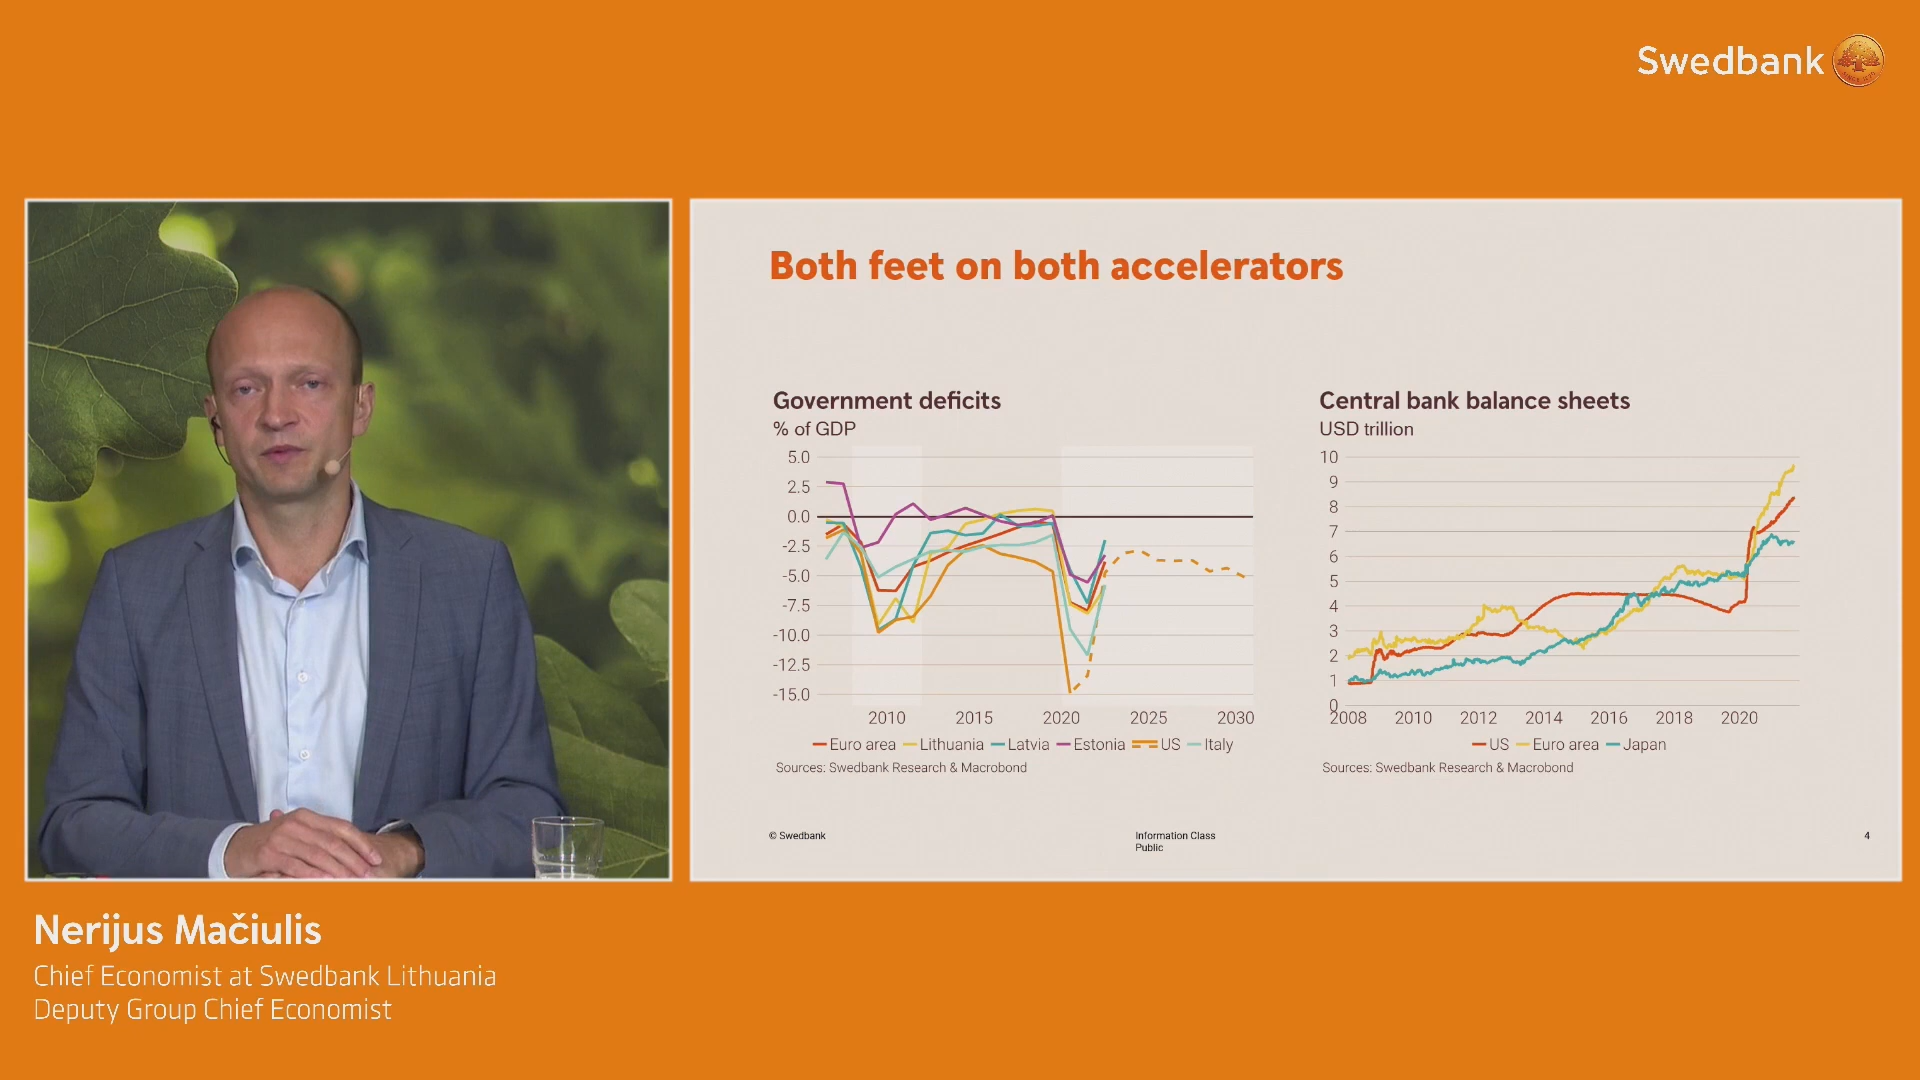 Swedbank
Both feet on both accelerators
Government deficits
% of GDP
5.0
2.5
0.0
-2.5
-5.0
-7.5
-10.0
-12.5
-15.0
2010 2015 2020 2025 2030
Euro area Lithuania Latvia Estonia US Italy
Sources: Swedbank Research & Macrobond
Central bank balance sheets
USD trillion
10
9
8
7
6
5
4
3
2
1
0
2008 2010 2012 2014 2016 2018 2020
US Euro area Japan
Sources: Swedbank Research & Macrobond
© Swedbank
Information Class
Public
4
Nerijus Mačiulis
Chief Economist at Swedbank Lithuania
Deputy Group Chief Economist